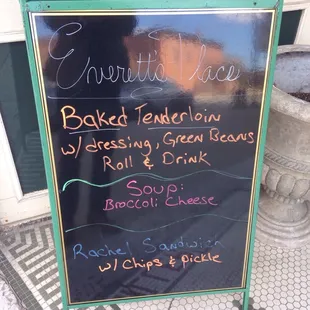 Everett's Place
Baked Tenderloin
w/ dressing, Green Beans
Roll & Drink
Soup:
Broccoli Cheese
Rachel Sandwich
w/ Chips & Pickle